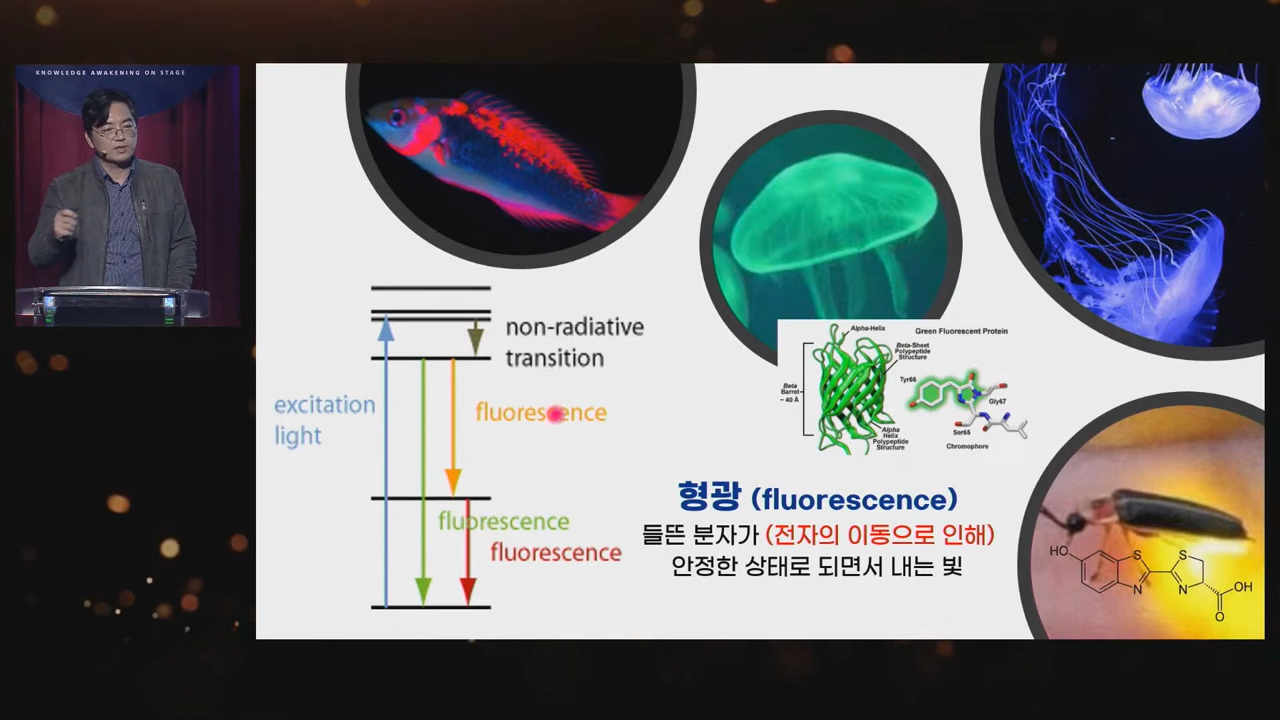 KNOWLEDGE AWAKENING ON STAGE
non-radiative
transition
excitation
light
fluorescence
fluorescence
fluorescence
Alpha-Helix
Green Fluorescent Protein
Beta-Sheet
Polypeptide
Structure
Beta
Barrel
~ 40 Å
Tyr66
Gly67
Ser65
Alpha
Helix
Polypeptide
Structure
Chromophore
형광 (fluorescence)
들뜬 분자가 (전자의 이동으로 인해)
안정한 상태로 되면서 내는 빛
HO
S
N
S
N
OH
O